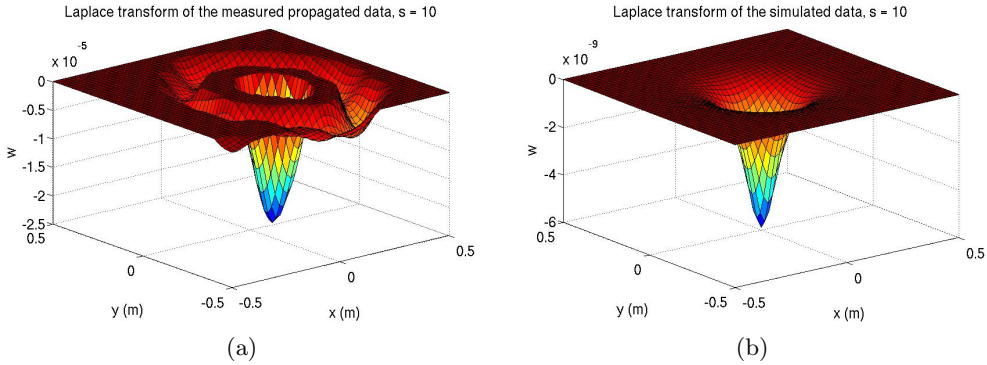 Laplace transform of the measured propagated data, s = 10
x 10
-5
0
-0.5
-1
-1.5
-2
-2.5
w
0.5
0
-0.5
y (m)
-0.5
0
0.5
x (m)
(a)
Laplace transform of the simulated data, s = 10
x 10
-9
0
-2
-4
-6
w
0.5
0
-0.5
y (m)
-0.5
0
0.5
x (m)
(b)